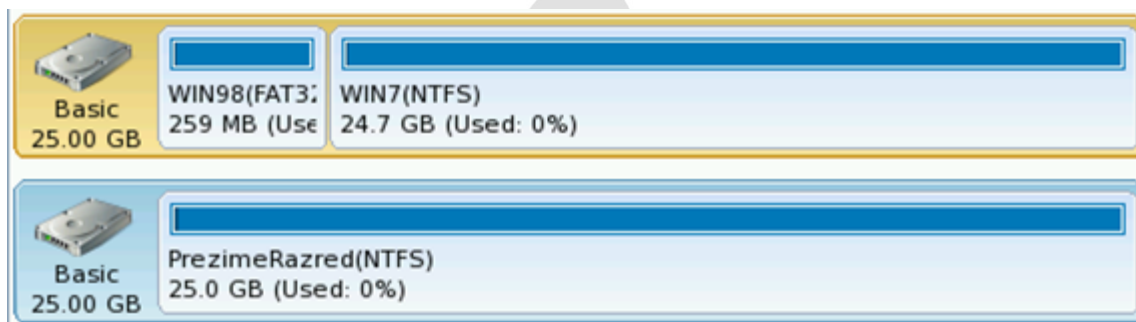 Basic
25.00 GB
WIN98(FAT32
259 MB (Use
WIN7(NTFS)
24.7 GB (Used: 0%)
Basic
25.00 GB
PrezimeRazred(NTFS)
25.0 GB (Used: 0%)